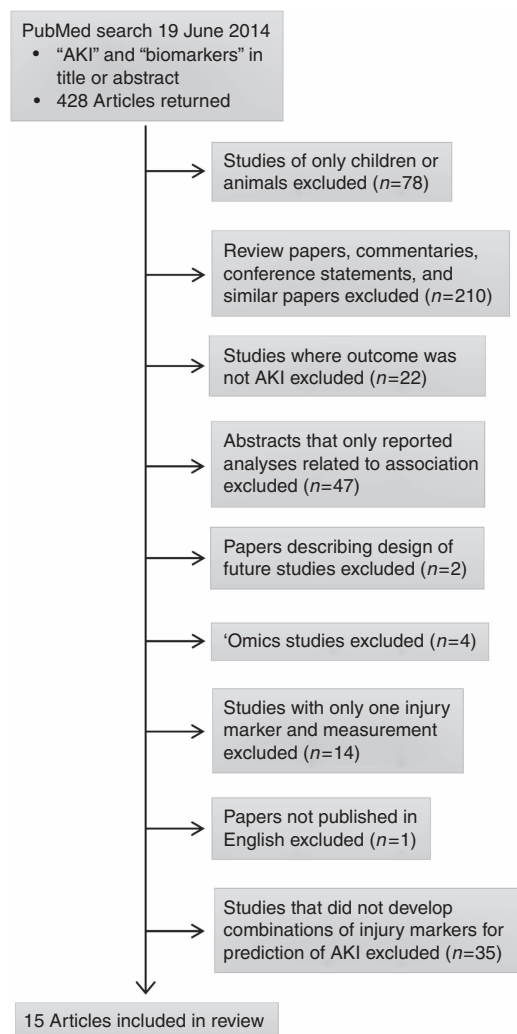 PubMed search 19 June 2014
• “AKI” and “biomarkers” in
title or abstract
• 428 Articles returned
Studies of only children or
animals excluded (n=78)
Review papers, commentaries,
conference statements, and
similar papers excluded (n=210)
Studies where outcome was
not AKI excluded (n=22)
Abstracts that only reported
analyses related to association
excluded (n=47)
Papers describing design of
future studies excluded (n=2)
‘Omics studies excluded (n=4)
Studies with only one injury
marker and measurement
excluded (n=14)
Papers not published in
English excluded (n=1)
Studies that did not develop
combinations of injury markers for
prediction of AKI excluded (n=35)
15 Articles included in review